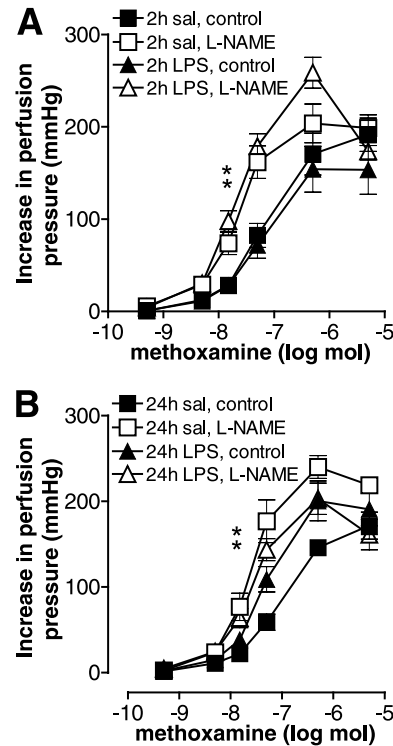 A
2h sal, control
2h sal, L-NAME
2h LPS, control
2h LPS, L-NAME
300
200
100
0
Increase in perfusion
pressure (mmHg)
*
*
-10 -9 -8 -7 -6 -5
methoxamine (log mol)
B
24h sal, control
24h sal, L-NAME
24h LPS, control
24h LPS, L-NAME
300
200
100
0
Increase in perfusion
pressure (mmHg)
*
*
-10 -9 -8 -7 -6 -5
methoxamine (log mol)